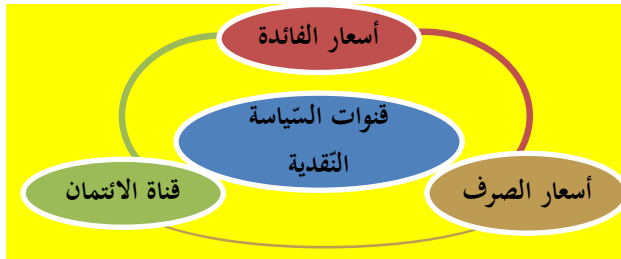 أسعار الفائدة
قنوات السّياسة
النّقدية
أسعار الصرف
قناة الائتمان